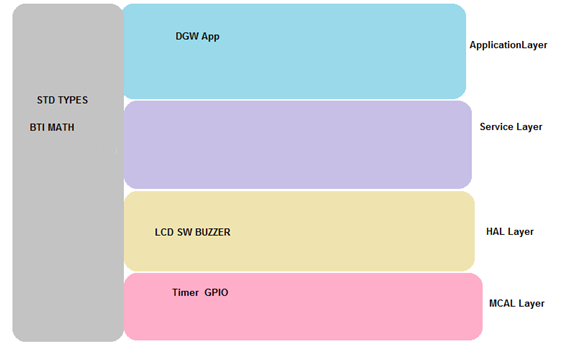 DGW App
ApplicationLayer
STD TYPES
BTI MATH
Service Layer
LCD SW BUZZER
HAL Layer
Timer GPIO
MCAL Layer